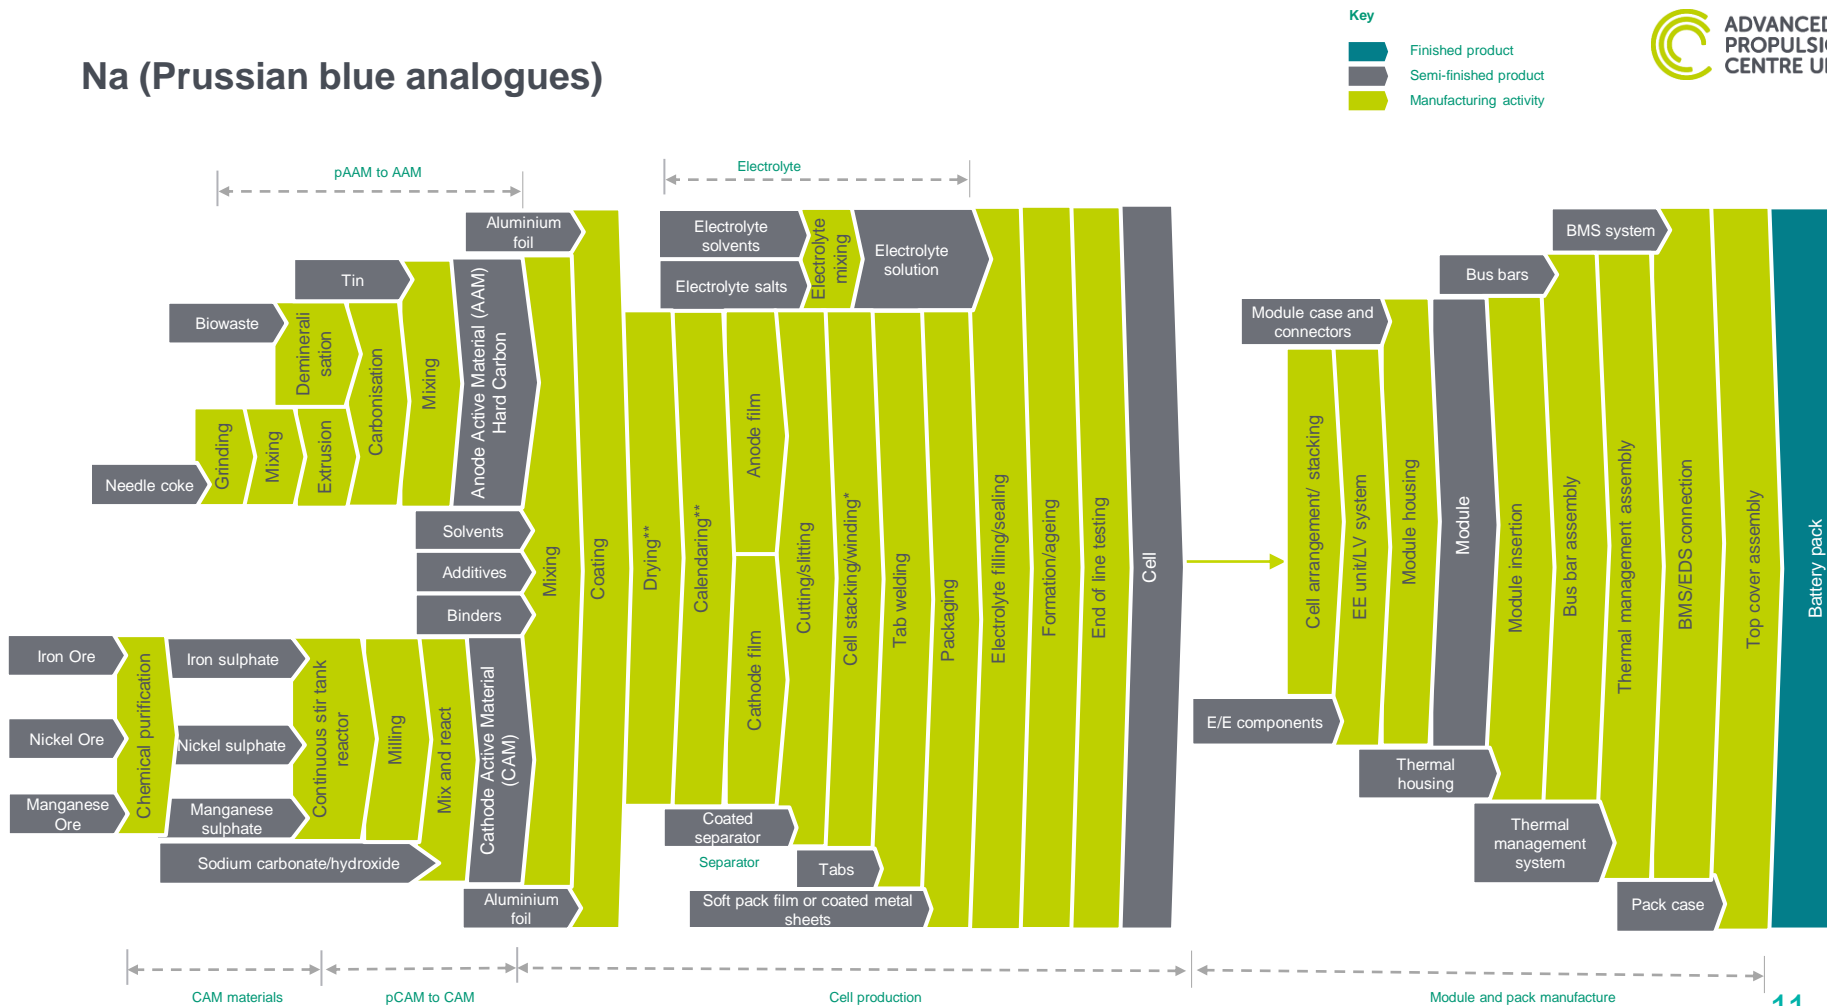 Key
Finished product
Semi-finished product
Manufacturing activity
ADVANCED
PROPULSIO
CENTRE U
Na (Prussian blue analogues)
pAAM to AAM
Electrolyte
Aluminium
foil
Tin
Biowaste
Deminerali
sation
Carbonisation
Mixing
Anode Active Material (AAM)
Hard Carbon
Needle coke
Grinding
Mixing
Extrusion
Solvents
Additives
Binders
Iron Ore
Nickel Ore
Manganese
Ore
Chemical purification
Iron sulphate
Nickel sulphate
Manganese
sulphate
Sodium carbonate/hydroxide
Continuous stir tank
reactor
Milling
Mix and react
Cathode Active Material
(CAM)
Aluminium
foil
Mixing
Coating
Drying**
Calendaring**
Anode film
Cathode film
Electrolyte
solvents
Electrolyte salts
Electrolyte
mixing
Electrolyte
solution
Coated
separator
Separator
Tabs
Soft pack film or coated metal
sheets
Cutting/slitting
Cell stacking/winding*
Tab welding
Packaging
Electrolyte filling/sealing
Formation/ageing
End of line testing
Cell
Module case and
connectors
E/E components
Cell arrangement/ stacking
EE unit/LV system
Module housing
Module
Thermal
housing
Bus bars
Module insertion
Bus bar assembly
Thermal
management
system
Thermal management assembly
BMS system
BMS/EDS connection
Pack case
Top cover assembly
Battery pack
CAM materials
pCAM to CAM
Cell production
Module and pack manufacture
11